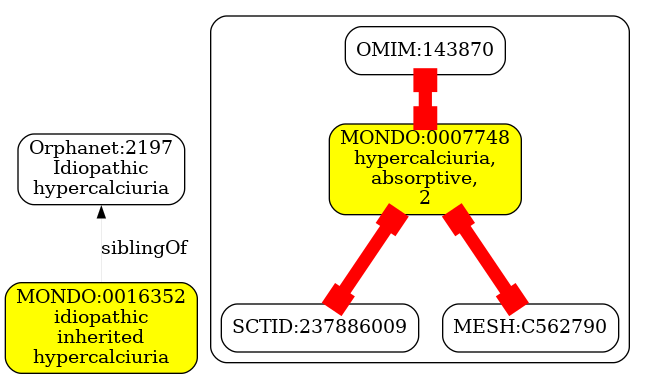 OMIM:143870
MONDO:0007748
hypercalciuria,
absorptive,
2
Orphanet:2197
Idiopathic
hypercalciuria
siblingOf
MONDO:0016352
idiopathic
inherited
hypercalciuria
SCTID:237886009
MESH:C562790